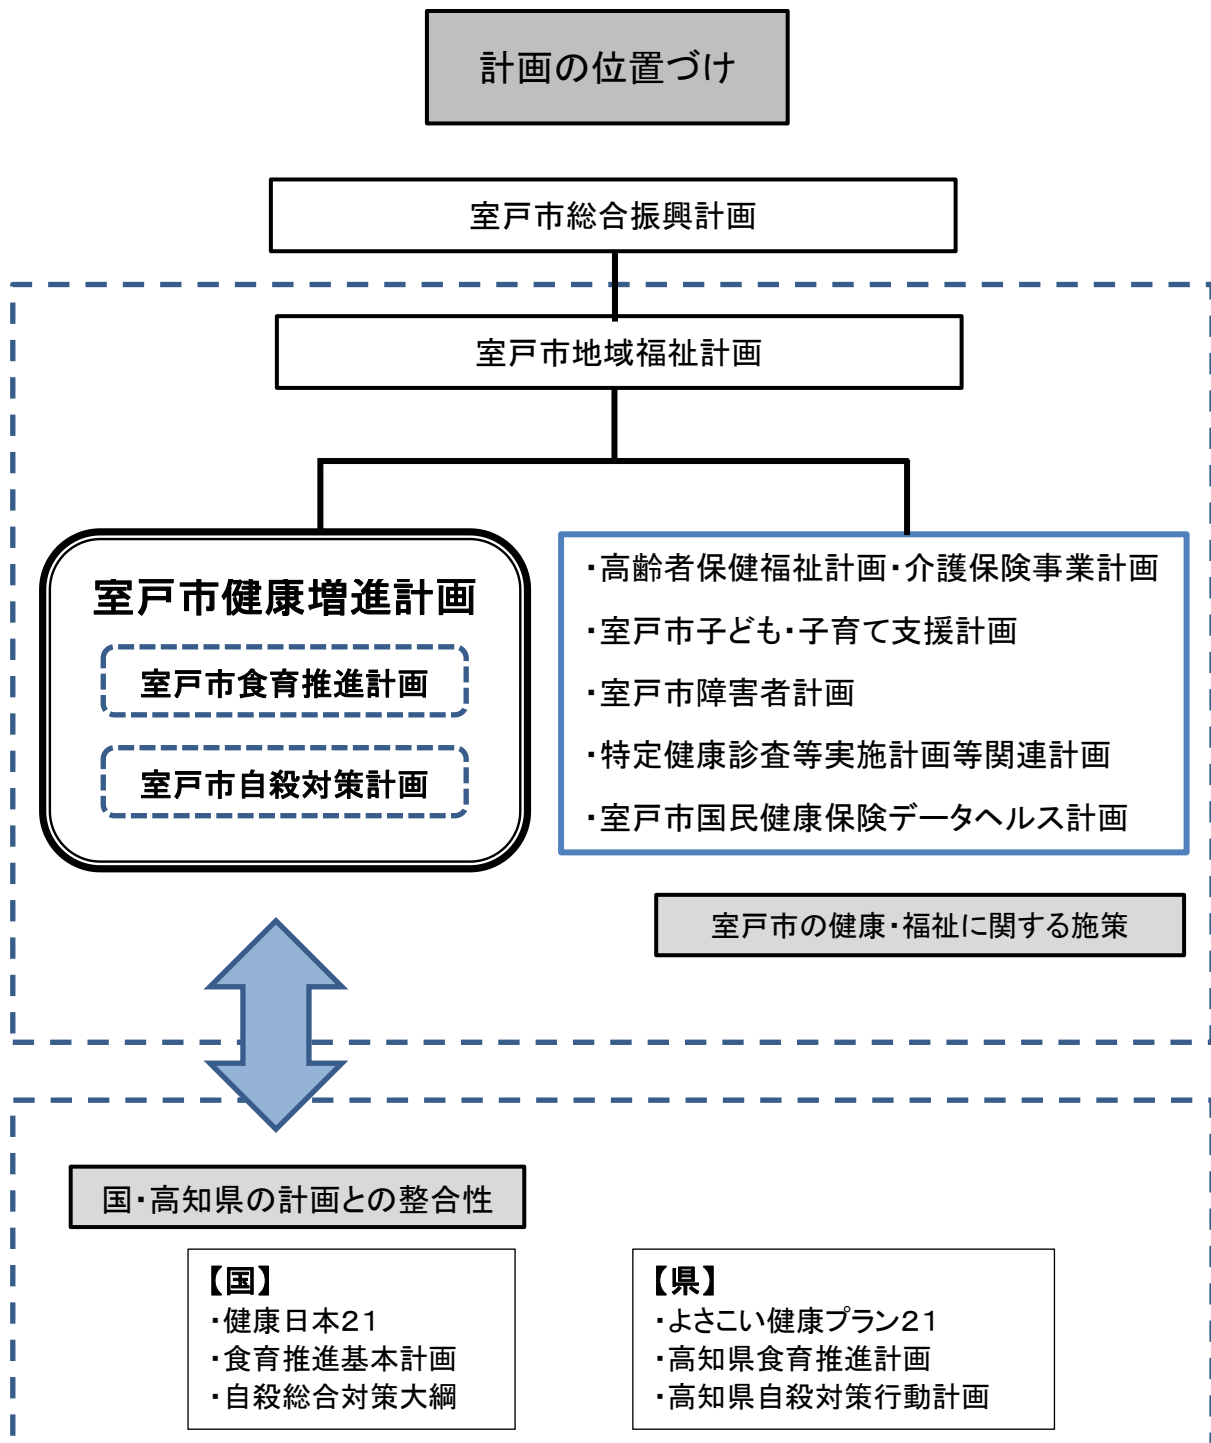 計画の位置づけ
室戸市総合振興計画
室戸市地域福祉計画
室戸市健康増進計画
室戸市食育推進計画
室戸市自殺対策計画
・高齢者保健福祉計画・介護保険事業計画
・室戸市子ども・子育て支援計画
・室戸市障害者計画
・特定健康診査等実施計画等関連計画
・室戸市国民健康保険データヘルス計画
室戸市の健康・福祉に関する施策
国・高知県の計画との整合性
【国】
・健康日本21
・食育推進基本計画
・自殺総合対策大綱
【県】
・よさこい健康プラン21
・高知県食育推進計画
・高知県自殺対策行動計画